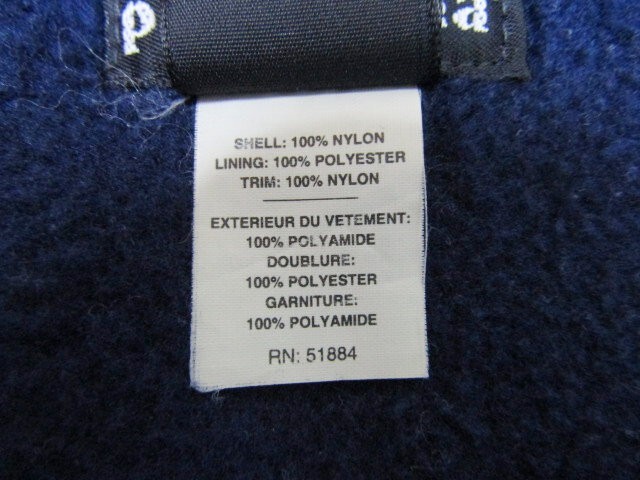 SHELL: 100% NYLON
LINING: 100% POLYESTER
TRIM: 100% NYLON
EXTERIEUR DU VETEMENT:
100% POLYAMIDE
DOUBLURE:
100% POLYESTER
GARNITURE:
100% POLYAMIDE
RN: 51884